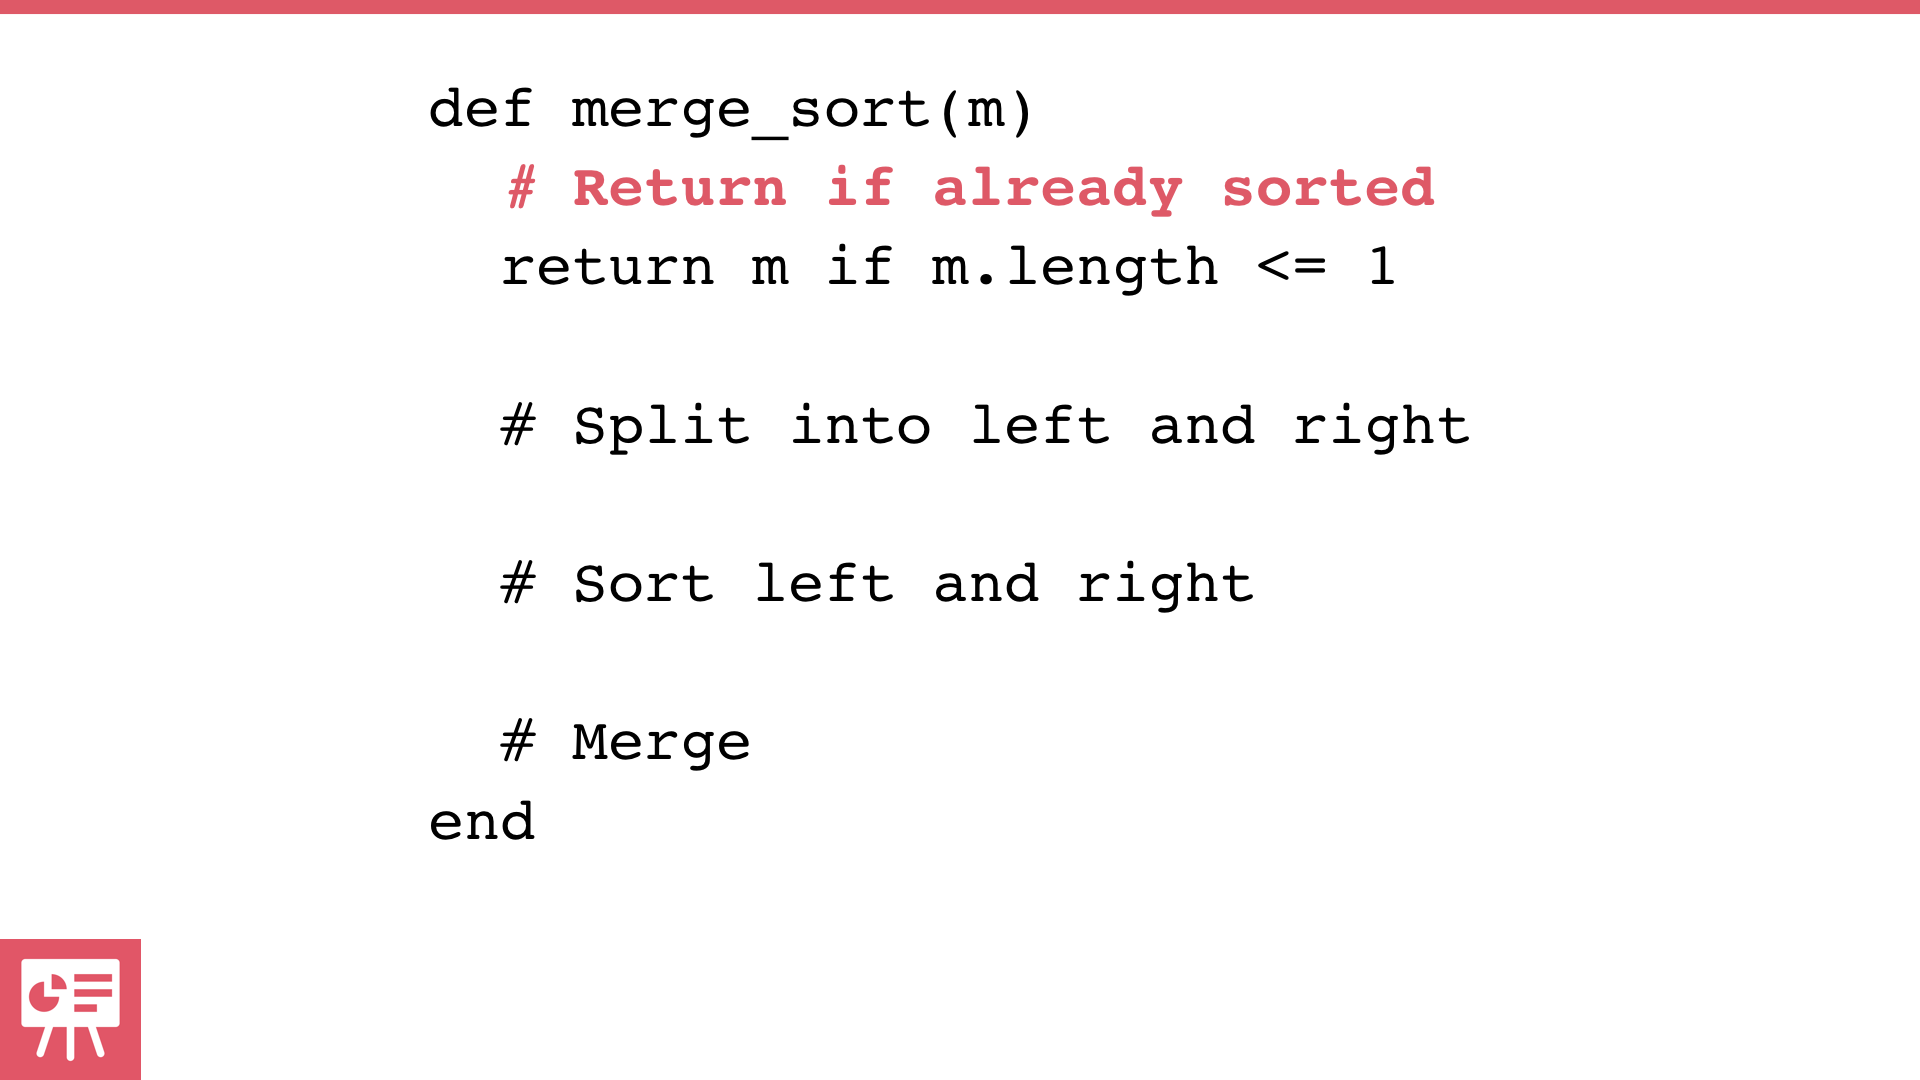 def merge_sort(m)
  # Return if already sorted
  return m if m.length <= 1

  # Split into left and right

  # Sort left and right

  # Merge
end